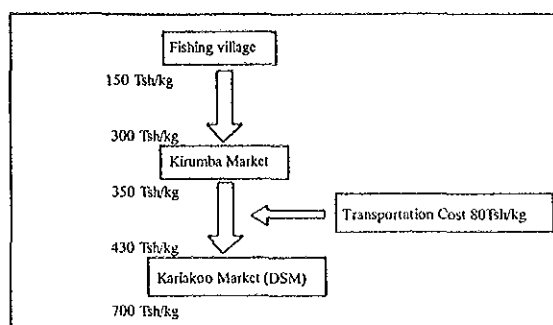 Fishing village
150 Tsh/kg
300 Tsh/kg
Kirumba Market
350 Tsh/kg
Transportation Cost 80Tsh/kg
430 Tsh/kg
Kariakoo Market (DSM)
700 Tsh/kg